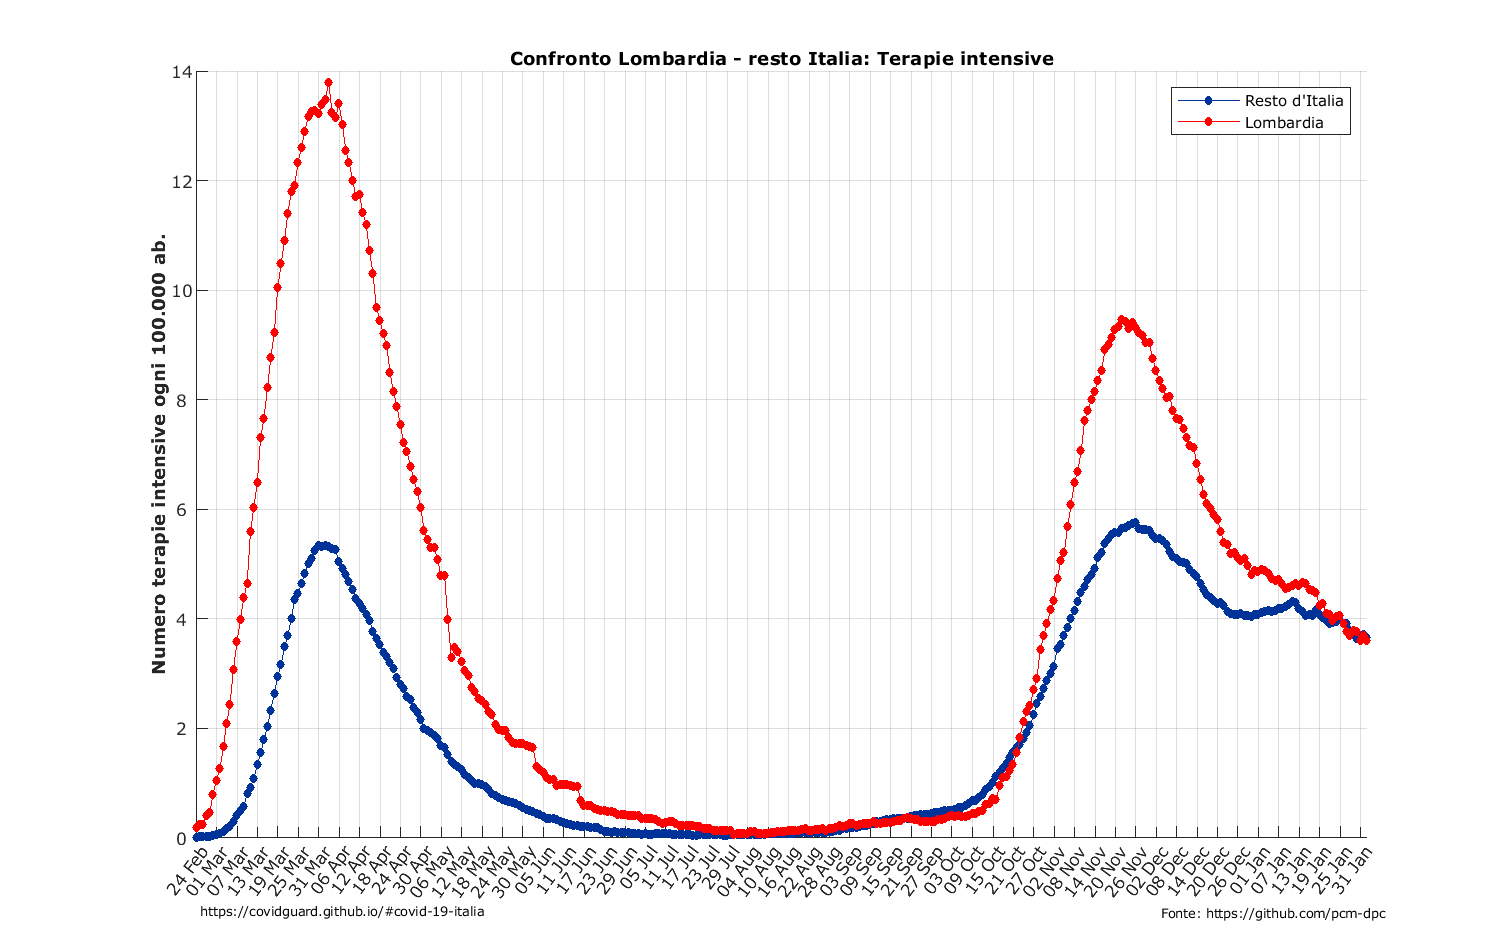 Confronto Lombardia - resto Italia: Terapie intensive
Resto d'Italia
Lombardia
Numero terapie intensive ogni 100.000 ab.
14
12
10
8
6
4
2
0
24 Feb
01 Mar
07 Mar
13 Mar
19 Mar
25 Mar
31 Mar
06 Apr
12 Apr
18 Apr
24 Apr
30 Apr
06 May
12 May
18 May
24 May
30 May
05 Jun
11 Jun
17 Jun
23 Jun
29 Jun
05 Jul
11 Jul
17 Jul
23 Jul
29 Jul
04 Aug
10 Aug
16 Aug
22 Aug
28 Aug
03 Sep
09 Sep
15 Sep
21 Sep
27 Sep
03 Oct
09 Oct
15 Oct
21 Oct
27 Oct
02 Nov
08 Nov
14 Nov
20 Nov
26 Nov
02 Dec
08 Dec
14 Dec
20 Dec
26 Dec
01 Jan
07 Jan
13 Jan
19 Jan
25 Jan
31 Jan
https://covidguard.github.io/#covid-19-italia
Fonte: https://github.com/pcm-dpc